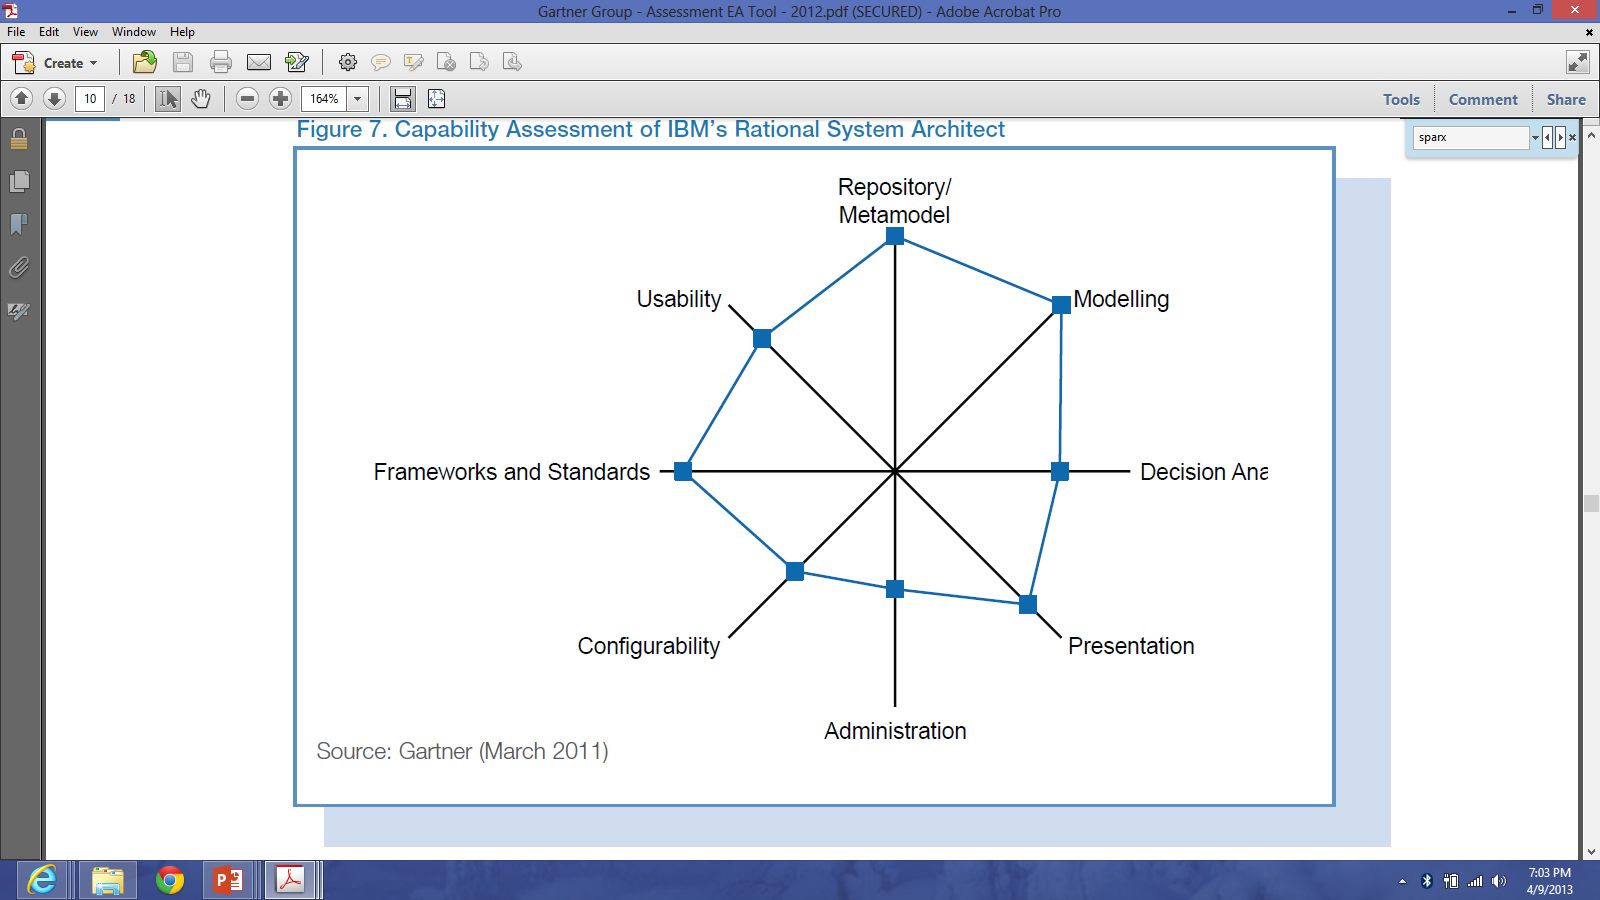 Gartner Group - Assessment EA Tool - 2012.pdf (SECURED) - Adobe Acrobat Pro
File Edit View Window Help
Create
10 / 18 164% Tools Comment Share
sparx
Figure 7. Capability Assessment of IBM's Rational System Architect
Repository/
Metamodel
Usability
Modelling
Frameworks and Standards
Decision Ana
Configurability
Presentation
Administration
Source: Gartner (March 2011)
7:03 PM
4/9/2013